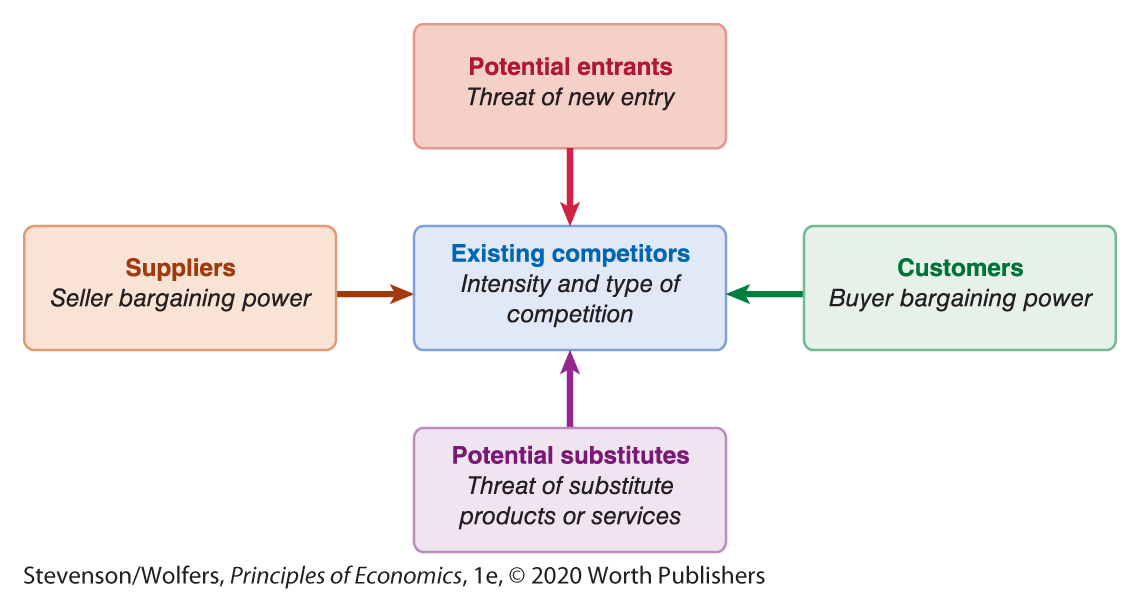 Potential entrants
Threat of new entry
Suppliers
Seller bargaining power
Existing competitors
Intensity and type of
competition
Customers
Buyer bargaining power
Potential substitutes
Threat of substitute
products or services
Stevenson/Wolfers, Principles of Economics, 1e, © 2020 Worth Publishers